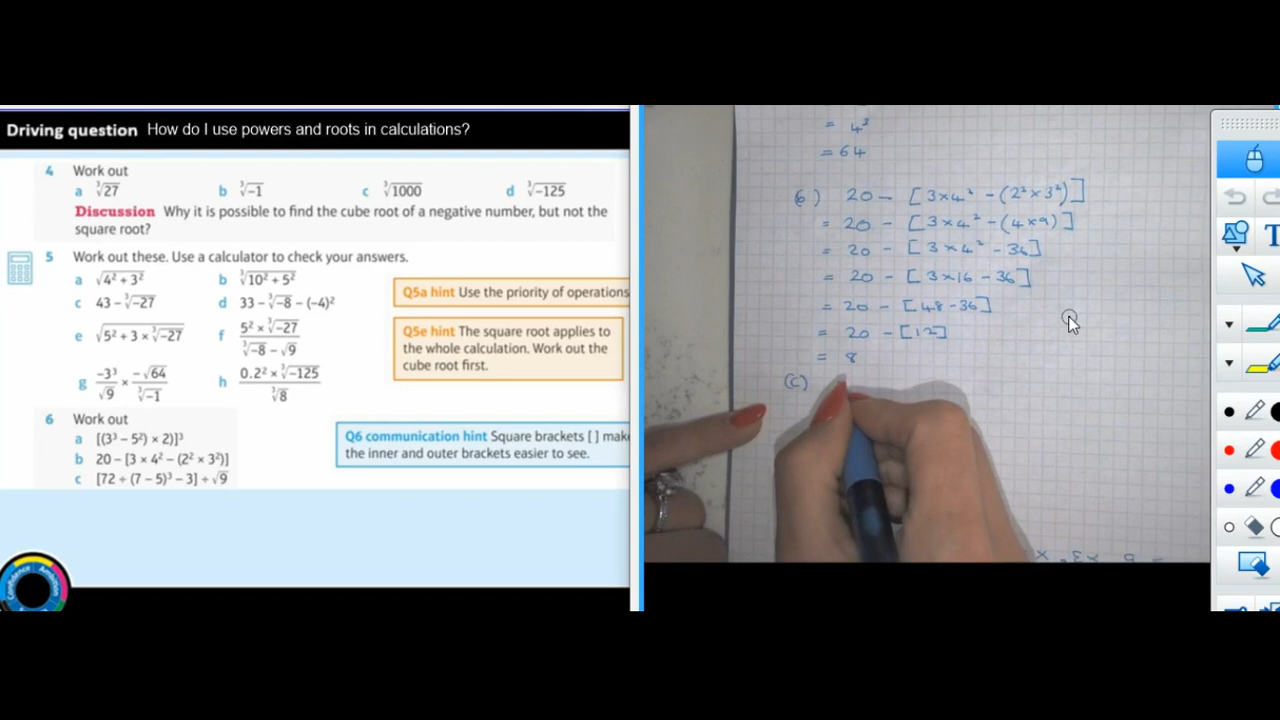 Driving question How do I use powers and roots in calculations?
4 Work out
a ∛27 b ∛−1 c ∛1000 d ∛−125
Discussion Why it is possible to find the cube root of a negative number, but not the
square root?
5 Work out these. Use a calculator to check your answers.
a √(4² + 3²) b ∛(10² + 5²)
c 43 − ∛−27 d 33 − ∛−8 − (−4)²
Q5a hint Use the priority of operations
e √(5² + 3 × ∛−27) f (5² × ∛−27)/(∛−8 − √9)
Q5e hint The square root applies to
the whole calculation. Work out the
cube root first.
g −3³/√9 × −√64/∛−1 h (0.2² × ∛−125)/∛8
6 Work out
a [(3³ − 5²) × 2)]³
b 20 − [3 × 4² − (2² × 3²)]
c [72 ÷ (7 − 5)³ − 3] ÷ √9
Q6 communication hint Square brackets [ ] make
the inner and outer brackets easier to see.
Confidence
Ambition
= 4³
= 64
(b) 20 − [3×4² − (2²×3²)]
= 20 − [3×4² − (4×9)]
= 20 − [3×4² − 36]
= 20 − [3×16 − 36]
= 20 − [48−36]
= 20 − [12]
= 8
(c)
T